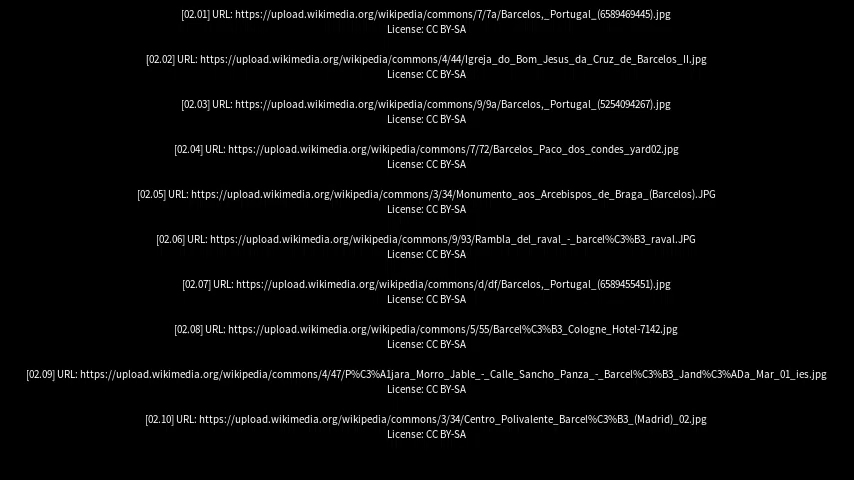 [02.01] URL: https://upload.wikimedia.org/wikipedia/commons/7/7a/Barcelos,_Portugal_(6589469445).jpg
License: CC BY-SA
[02.02] URL: https://upload.wikimedia.org/wikipedia/commons/4/44/Igreja_do_Bom_Jesus_da_Cruz_de_Barcelos_II.jpg
License: CC BY-SA
[02.03] URL: https://upload.wikimedia.org/wikipedia/commons/9/9a/Barcelos,_Portugal_(5254094267).jpg
License: CC BY-SA
[02.04] URL: https://upload.wikimedia.org/wikipedia/commons/7/72/Barcelos_Paco_dos_condes_yard02.jpg
License: CC BY-SA
[02.05] URL: https://upload.wikimedia.org/wikipedia/commons/3/34/Monumento_aos_Arcebispos_de_Braga_(Barcelos).JPG
License: CC BY-SA
[02.06] URL: https://upload.wikimedia.org/wikipedia/commons/9/93/Rambla_del_raval_-_barcel%C3%B3_raval.JPG
License: CC BY-SA
[02.07] URL: https://upload.wikimedia.org/wikipedia/commons/d/df/Barcelos,_Portugal_(6589455451).jpg
License: CC BY-SA
[02.08] URL: https://upload.wikimedia.org/wikipedia/commons/5/55/Barcel%C3%B3_Cologne_Hotel-7142.jpg
License: CC BY-SA
[02.09] URL: https://upload.wikimedia.org/wikipedia/commons/4/47/P%C3%A1jara_Morro_Jable_-_Calle_Sancho_Panza_-_Barcel%C3%B3_Jand%C3%ADa_Mar_01_ies.jpg
License: CC BY-SA
[02.10] URL: https://upload.wikimedia.org/wikipedia/commons/3/34/Centro_Polivalente_Barcel%C3%B3_(Madrid)_02.jpg
License: CC BY-SA